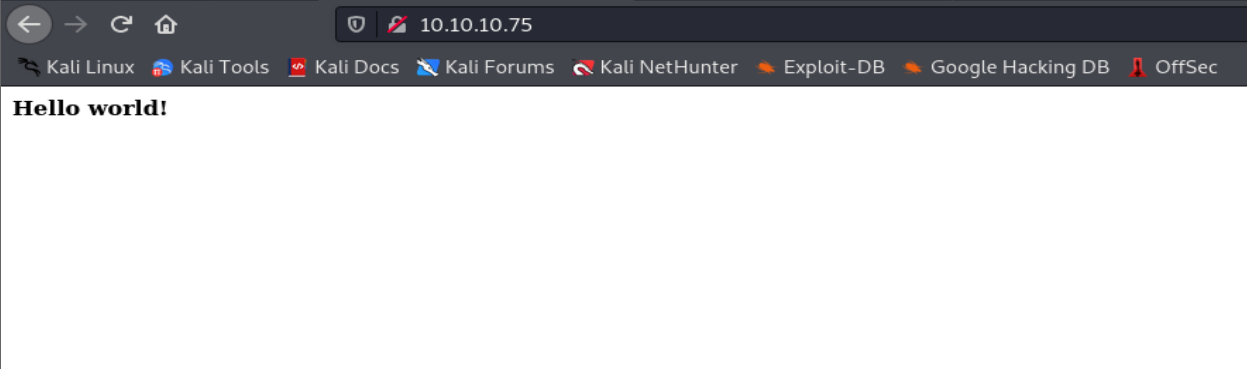 10.10.10.75
Kali Linux Kali Tools Kali Docs Kali Forums Kali NetHunter Exploit-DB Google Hacking DB OffSec
Hello world!